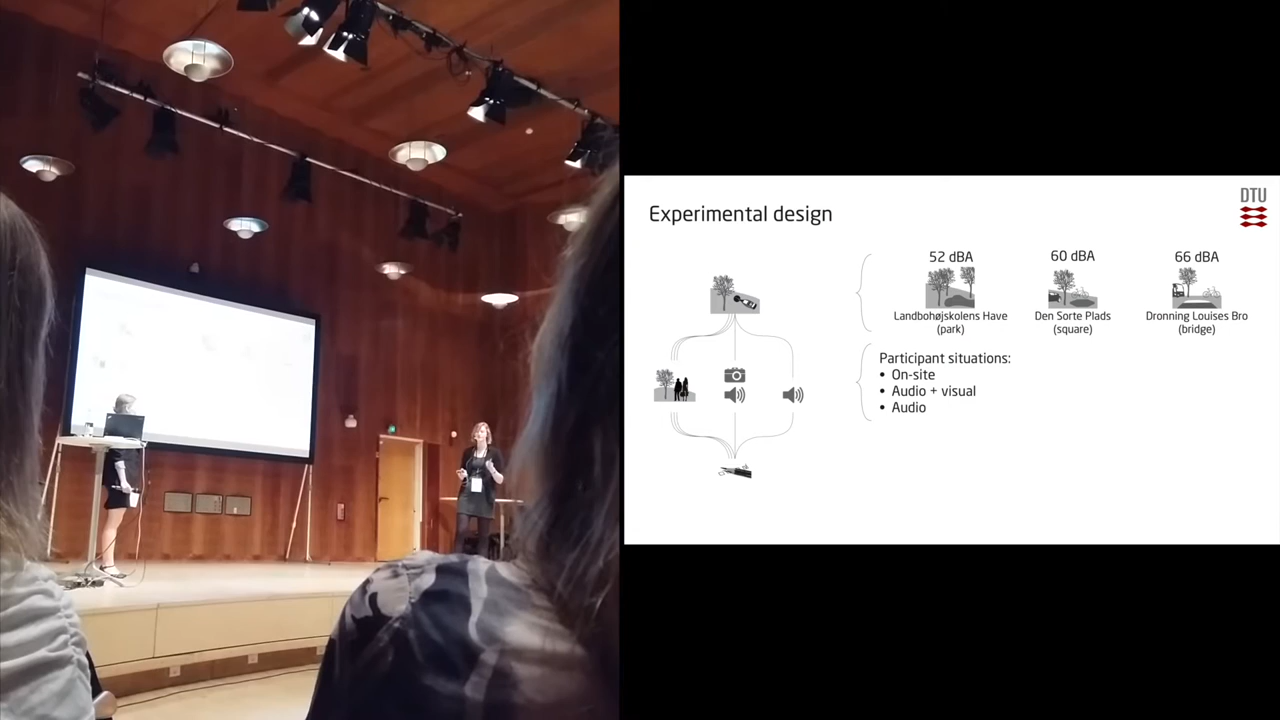 Experimental design
DTU
52 dBA
60 dBA
66 dBA
Landbohøjskolens Have
(park)
Den Sorte Plads
(square)
Dronning Louises Bro
(bridge)
Participant situations:
• On-site
• Audio + visual
• Audio